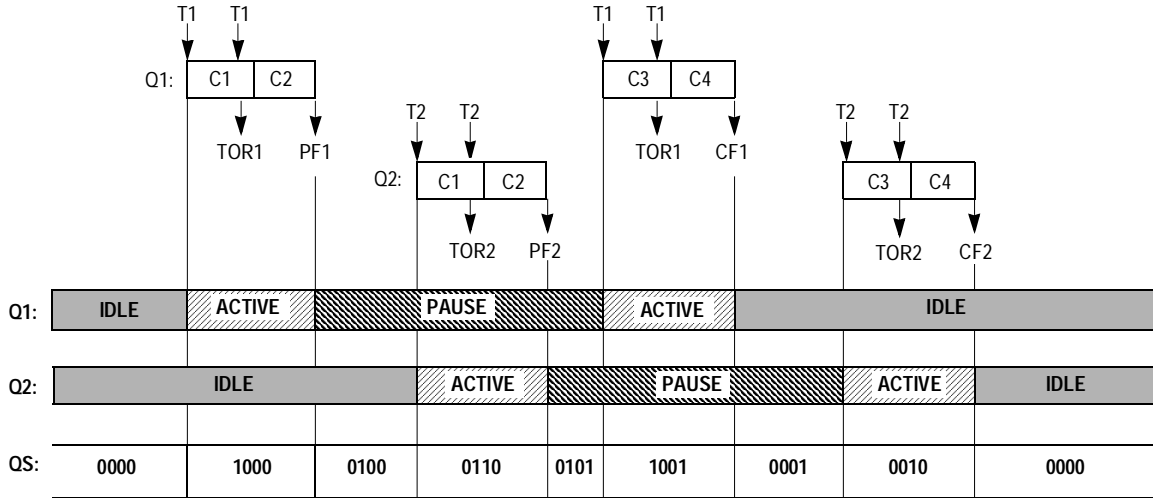 T1 T1 T1 T1
Q1: C1 C2 C3 C4
T2 T2 T2 T2
TOR1 PF1 TOR1 CF1
Q2: C1 C2 C3 C4
TOR2 PF2 TOR2 CF2
Q1: IDLE ACTIVE PAUSE ACTIVE IDLE
Q2: IDLE ACTIVE PAUSE ACTIVE IDLE
QS: 0000 1000 0100 0110 0101 1001 0001 0010 0000